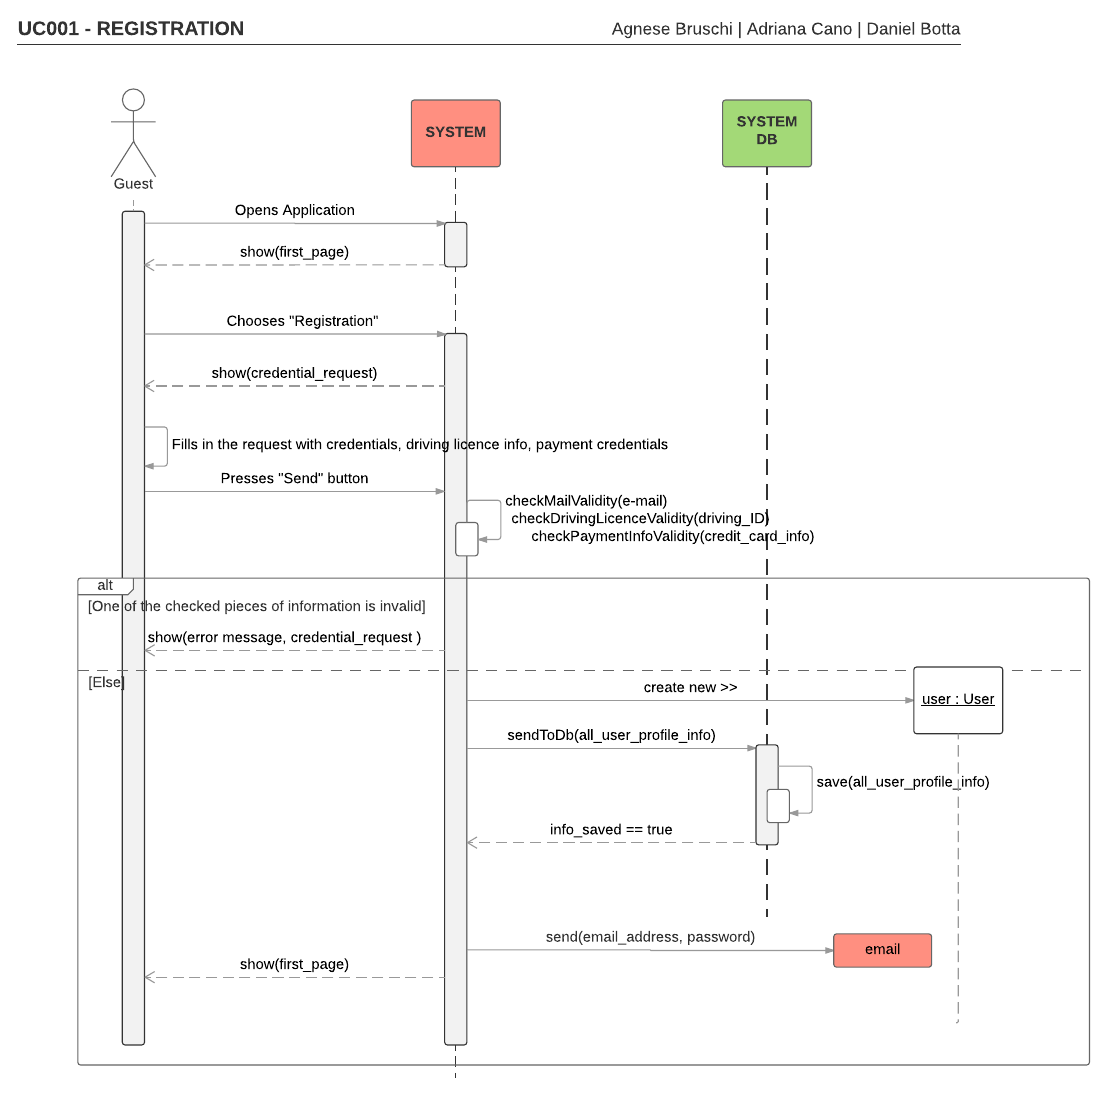 UC001 - REGISTRATION
Agnese Bruschi | Adriana Cano | Daniel Botta
Guest
SYSTEM
SYSTEM
DB
Opens Application
show(first_page)
Chooses "Registration"
show(credential_request)
Fills in the request with credentials, driving licence info, payment credentials
Presses "Send" button
checkMailValidity(e-mail)
checkDrivingLicenceValidity(driving_ID)
checkPaymentInfoValidity(credit_card_info)
alt
[One of the checked pieces of information is invalid]
show(error message, credential_request )
[Else]
create new >>
user : User
sendToDb(all_user_profile_info)
save(all_user_profile_info)
info_saved == true
send(email_address, password)
email
show(first_page)